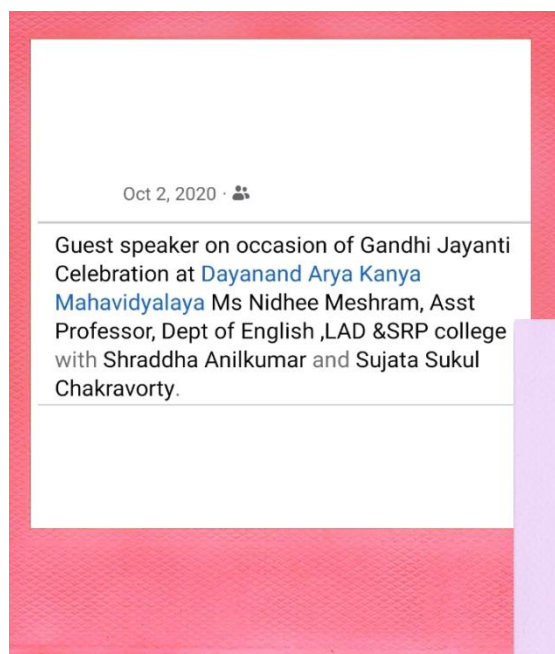 Oct 2, 2020 ·
Guest speaker on occasion of Gandhi Jayanti
Celebration at Dayanand Arya Kanya
Mahavidyalaya Ms Nidhee Meshram, Asst
Professor, Dept of English ,LAD &SRP college
with Shraddha Anilkumar and Sujata Sukul
Chakravorty.